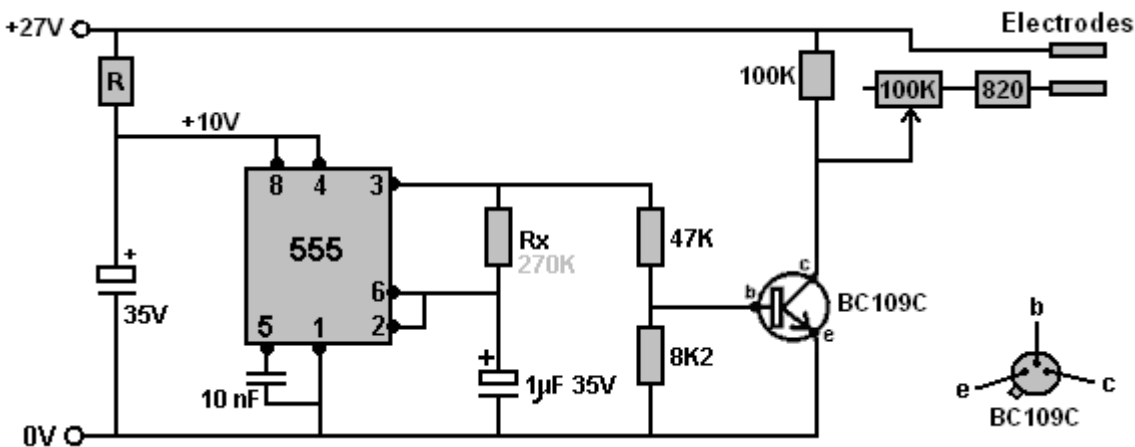 +27V
Electrodes
R
100K
100K
820
+10V
8
4
3
555
Rx
270K
47K
6
2
5
1
+
35V
10 nF
+
1µF 35V
8K2
b
c
e
BC109C
b
e
c
BC109C
0V